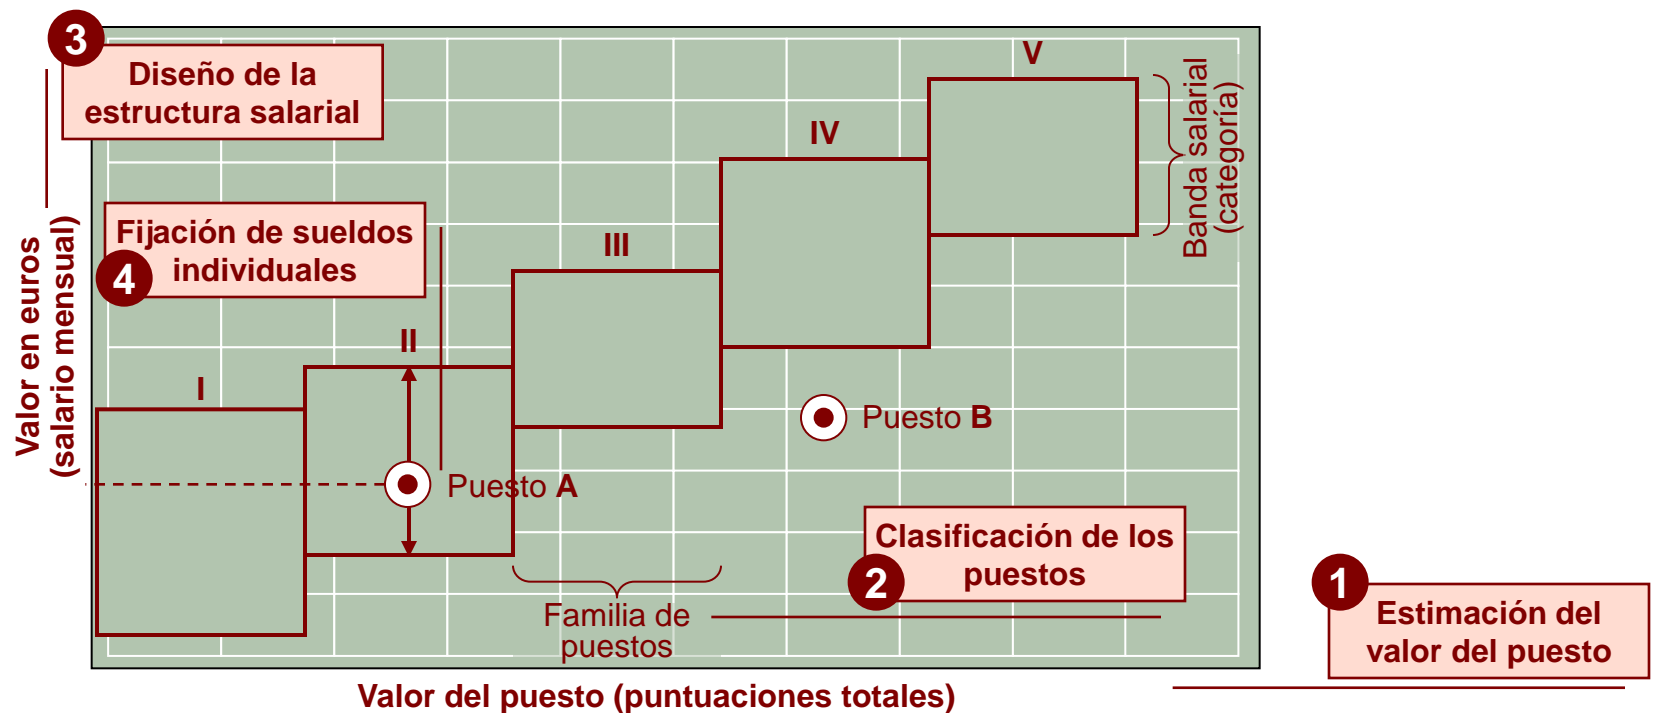 3
Diseño de la
estructura salarial
V
Banda salarial
(categoría)
IV
Valor en euros
(salario mensual)
Fijación de sueldos
individuales
4
III
II
I
Puesto B
Puesto A
Clasificación de los
puestos
2
1
Estimación del
valor del puesto
Familia de
puestos
Valor del puesto (puntuaciones totales)